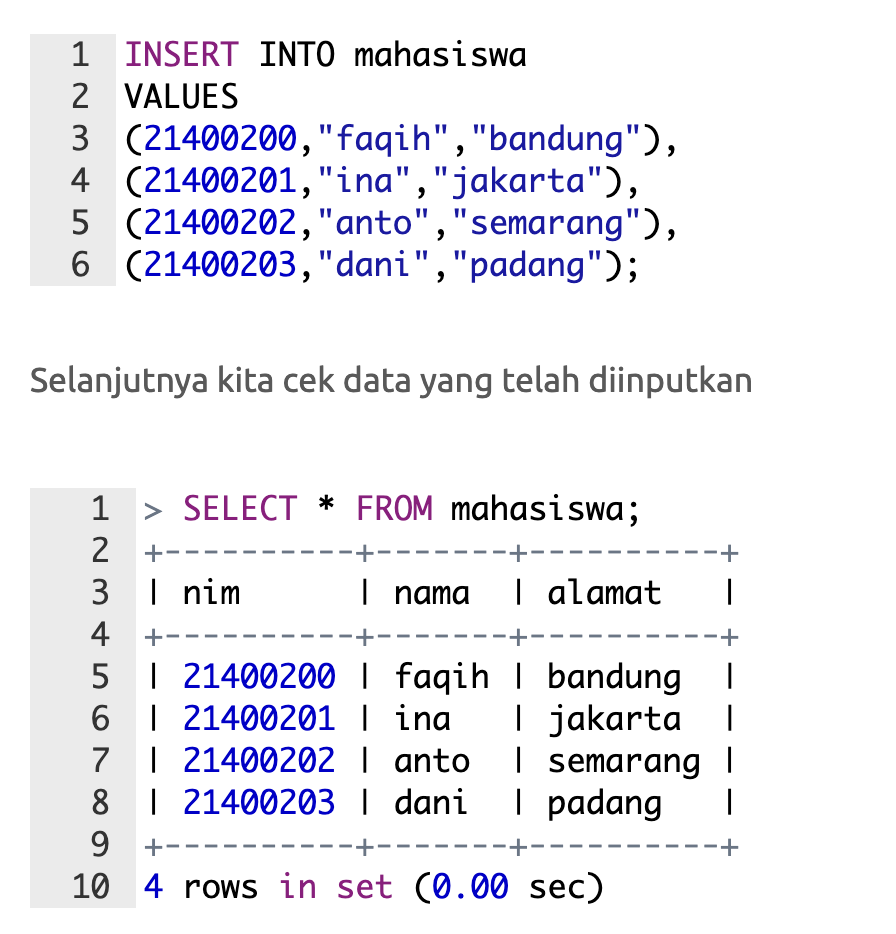 1 INSERT INTO mahasiswa
2 VALUES
3 (21400200,"faqih","bandung"),
4 (21400201,"ina","jakarta"),
5 (21400202,"anto","semarang"),
6 (21400203,"dani","padang");
Selanjutnya kita cek data yang telah diinputkan
1 > SELECT * FROM mahasiswa;
2 +----------+-------+----------+
3 | nim      | nama  | alamat   |
4 +----------+-------+----------+
5 | 21400200 | faqih | bandung  |
6 | 21400201 | ina   | jakarta  |
7 | 21400202 | anto  | semarang |
8 | 21400203 | dani  | padang   |
9 +----------+-------+----------+
10 4 rows in set (0.00 sec)